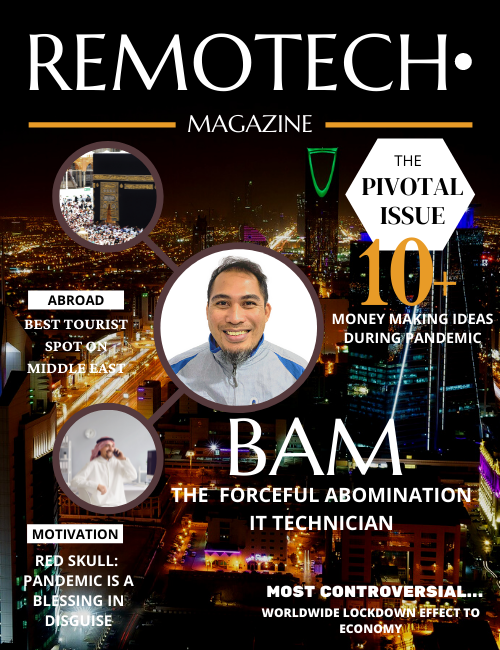 REMOTECH•
MAGAZINE
THE
PIVOTAL
ISSUE
10+
MONEY MAKING IDEAS
DURING PANDEMIC
ABROAD
BEST TOURIST
SPOT ON
MIDDLE EAST
BAM
THE FORCEFUL ABOMINATION
IT TECHNICIAN
MOTIVATION
RED SKULL:
PANDEMIC IS A
BLESSING IN
DISGUISE
MOST CONTROVERSIAL...
WORLDWIDE LOCKDOWN EFFECT TO
ECONOMY